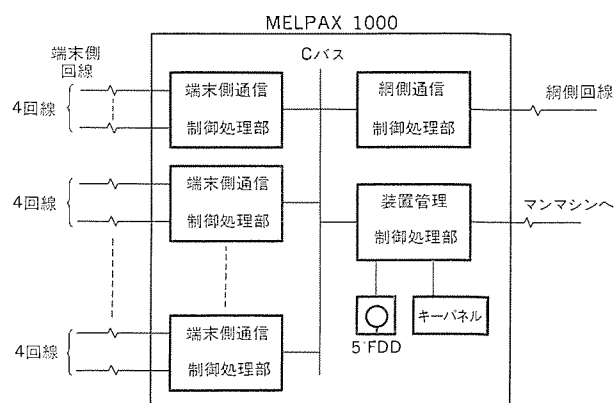 MELPAX 1000
端末側
回線
Cバス
4回線
端末側通信
制御処理部
網側通信
制御処理部
網側回線
4回線
端末側通信
制御処理部
装置管理
制御処理部
マンマシンへ
キーパネル
5"FDD
4回線
端末側通信
制御処理部